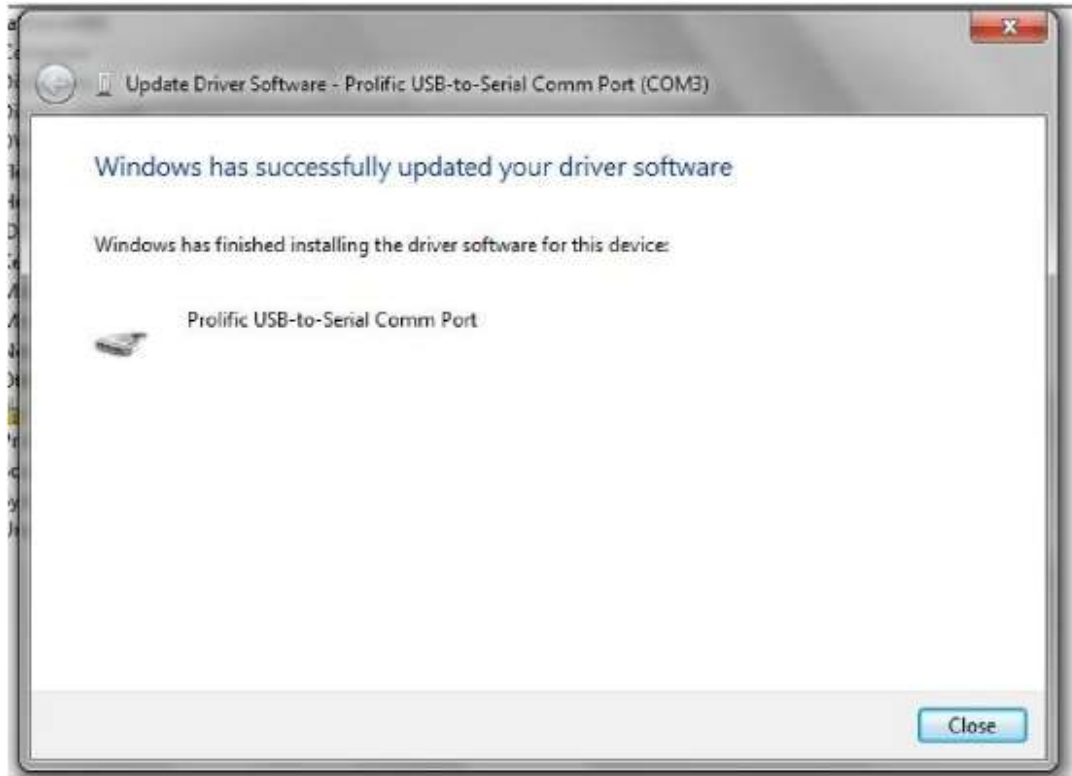 Update Driver Software - Prolific USB-to-Serial Comm Port (COM3)
Windows has successfully updated your driver software
Windows has finished installing the driver software for this device:
Prolific USB-to-Serial Comm Port
Close